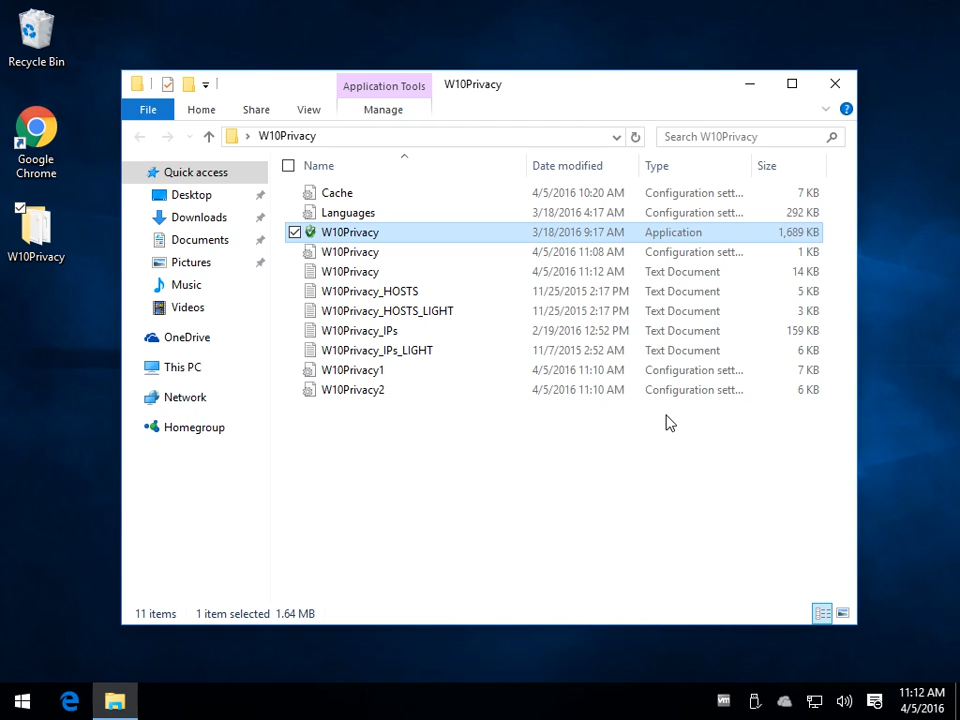 Recycle Bin
Google
Chrome
W10Privacy
Application Tools W10Privacy
File Home Share View Manage
W10Privacy Search W10Privacy
Name Date modified Type Size
Quick access
Desktop
Downloads
Documents
Pictures
Music
Videos
OneDrive
This PC
Network
Homegroup
Cache 4/5/2016 10:20 AM Configuration sett... 7 KB
Languages 3/18/2016 4:17 AM Configuration sett... 292 KB
W10Privacy 3/18/2016 9:17 AM Application 1,689 KB
W10Privacy 4/5/2016 11:08 AM Configuration sett... 1 KB
W10Privacy 4/5/2016 11:12 AM Text Document 14 KB
W10Privacy_HOSTS 11/25/2015 2:17 PM Text Document 5 KB
W10Privacy_HOSTS_LIGHT 11/25/2015 2:17 PM Text Document 3 KB
W10Privacy_IPs 2/19/2016 12:52 PM Text Document 159 KB
W10Privacy_IPs_LIGHT 11/7/2015 2:52 AM Text Document 6 KB
W10Privacy1 4/5/2016 11:10 AM Configuration sett... 7 KB
W10Privacy2 4/5/2016 11:10 AM Configuration sett... 6 KB
11 items 1 item selected 1.64 MB
vm
11:12 AM
4/5/2016